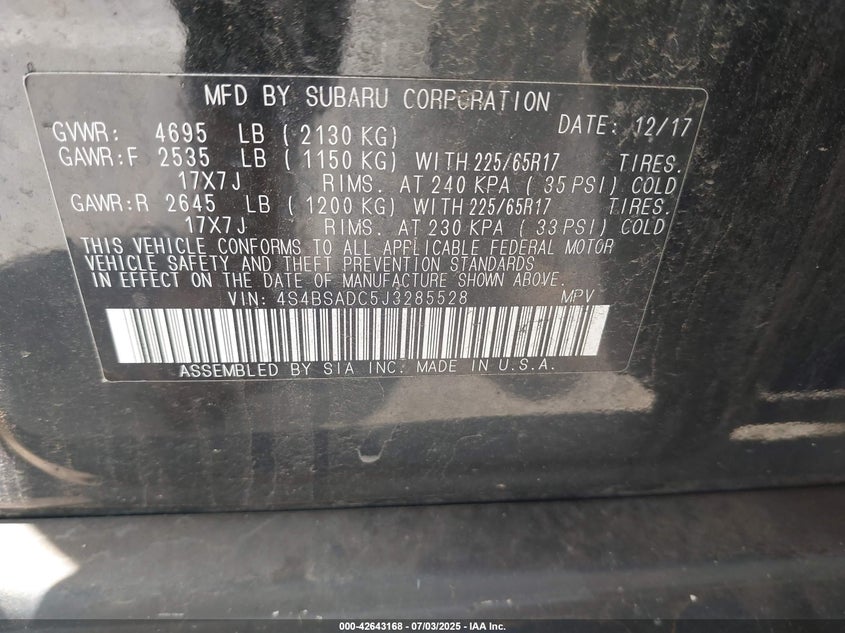 MFD BY SUBARU CORPORATION
GVWR: 4695 LB ( 2130 KG) DATE: 12/17
GAWR:F 2535 LB ( 1150 KG) WITH 225/65R17 TIRES.
17X7J RIMS. AT 240 KPA ( 35 PSI) COLD
GAWR:R 2645 LB ( 1200 KG) WITH 225/65R17 TIRES.
17X7J RIMS. AT 230 KPA ( 33 PSI) COLD
THIS VEHICLE CONFORMS TO ALL APPLICABLE FEDERAL MOTOR
VEHICLE SAFETY AND THEFT PREVENTION STANDARDS
IN EFFECT ON THE DATE OF MANUFACTURE SHOWN ABOVE.
VIN: 4S4BSADC5J3285528 MPV
ASSEMBLED BY SIA INC. MADE IN U.S.A.
000-42643168 - 07/03/2025 - IAA Inc.